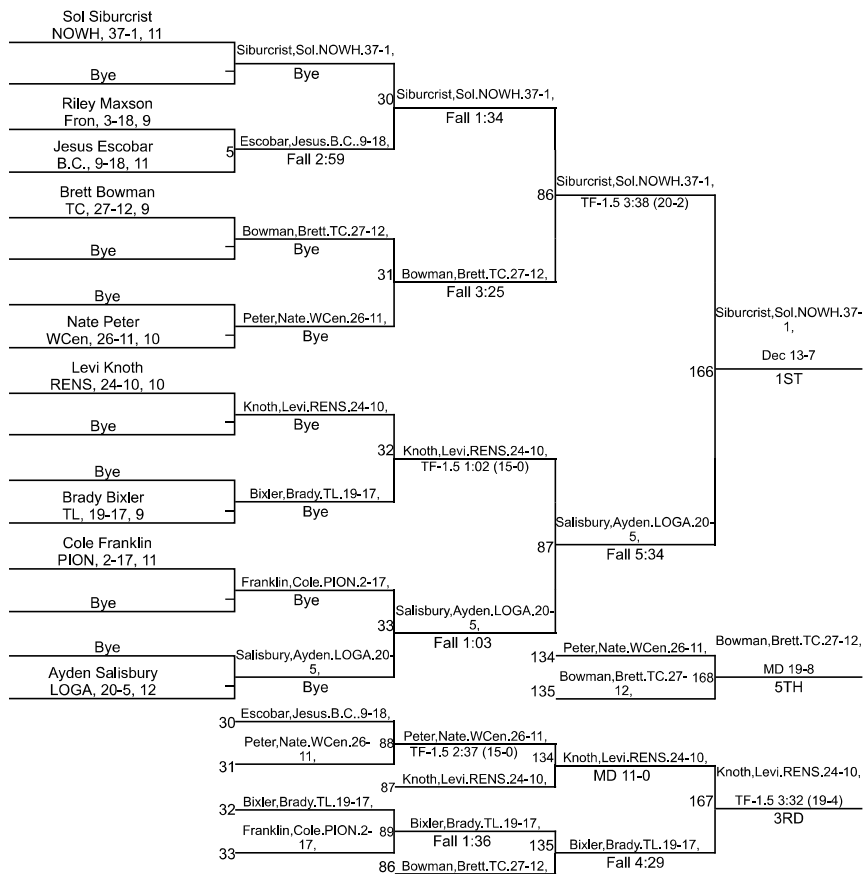 Sol Siburcrist
NOWH, 37-1, 11
Bye
Riley Maxson
Fron, 3-18, 9
Jesus Escobar
B.C., 9-18, 11
Brett Bowman
TC, 27-12, 9
Bye
Bye
Nate Peter
WCen, 26-11, 10
Levi Knoth
RENS, 24-10, 10
Bye
Bye
Brady Bixler
TL, 19-17, 9
Cole Franklin
PION, 2-17, 11
Bye
Bye
Ayden Salisbury
LOGA, 20-5, 12
Siburcrist,Sol.NOWH.37-1,
Bye
5
Escobar,Jesus.B.C..9-18,
Fall 2:59
Bowman,Brett.TC.27-12,
Bye
Peter,Nate.WCen.26-11,
Bye
Knoth,Levi.RENS.24-10,
Bye
Bixler,Brady.TL.19-17,
Bye
Franklin,Cole.PION.2-17,
Bye
Salisbury,Ayden.LOGA.20-
5,
Bye
30
Siburcrist,Sol.NOWH.37-1,
Fall 1:34
31
Bowman,Brett.TC.27-12,
Fall 3:25
32
Knoth,Levi.RENS.24-10,
TF-1.5 1:02 (15-0)
33
Salisbury,Ayden.LOGA.20-
5,
Fall 1:03
86
Siburcrist,Sol.NOWH.37-1,
TF-1.5 3:38 (20-2)
87
Salisbury,Ayden.LOGA.20-
5,
Fall 5:34
166
Siburcrist,Sol.NOWH.37-
1,
Dec 13-7
1ST
134
Peter,Nate.WCen.26-11,
135
Bowman,Brett.TC.27-
12,
168
Bowman,Brett.TC.27-12,
MD 19-8
5TH
30
Escobar,Jesus.B.C..9-18,
31
Peter,Nate.WCen.26-
11,
32
Bixler,Brady.TL.19-17,
33
Franklin,Cole.PION.2-
17,
88
Peter,Nate.WCen.26-11,
TF-1.5 2:37 (15-0)
87
Knoth,Levi.RENS.24-10,
89
Bixler,Brady.TL.19-17,
Fall 1:36
86
Bowman,Brett.TC.27-12,
134
Knoth,Levi.RENS.24-10,
MD 11-0
135
Bixler,Brady.TL.19-17,
Fall 4:29
167
Knoth,Levi.RENS.24-10,
TF-1.5 3:32 (19-4)
3RD